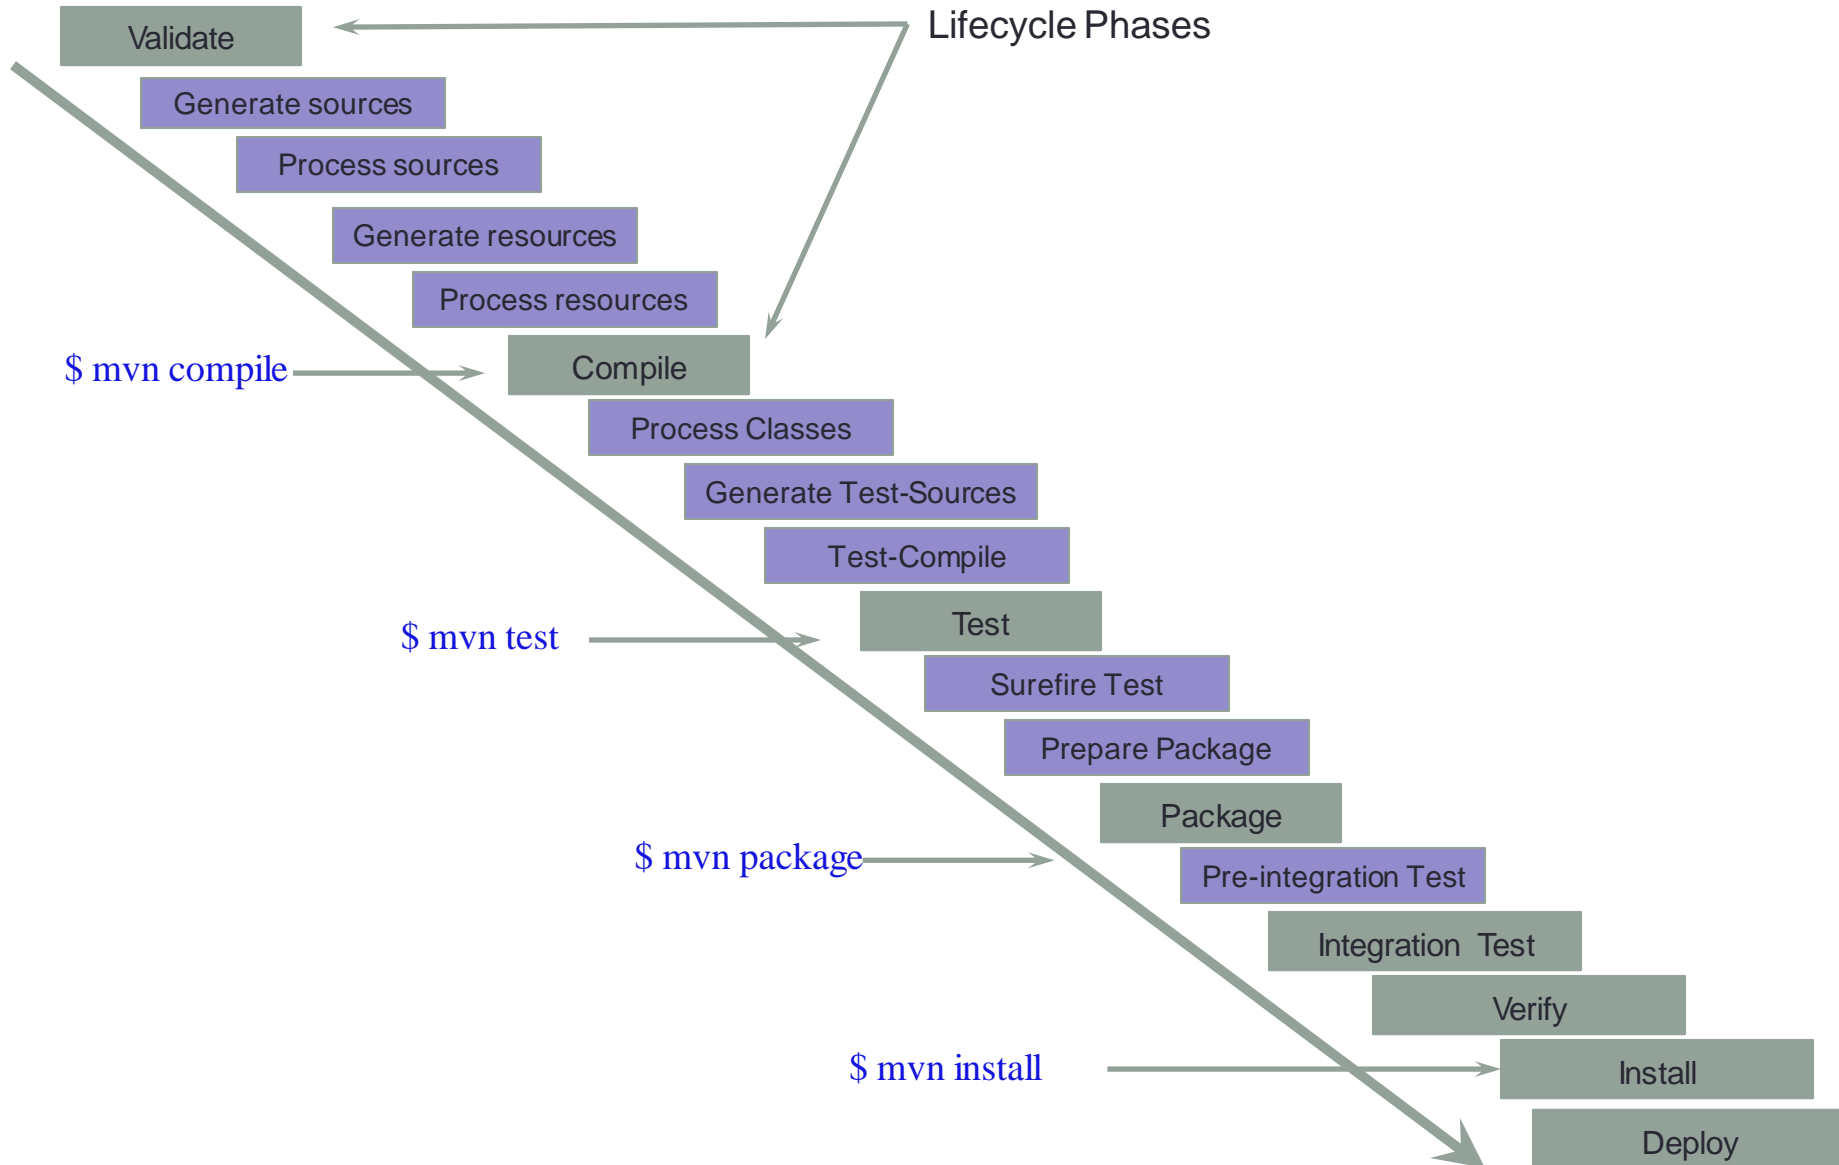 Lifecycle Phases
Validate
Generate sources
Process sources
Generate resources
Process resources
$ mvn compile
Compile
Process Classes
Generate Test-Sources
Test-Compile
$ mvn test
Test
Surefire Test
Prepare Package
Package
$ mvn package
Pre-integration Test
Integration Test
Verify
$ mvn install
Install
Deploy